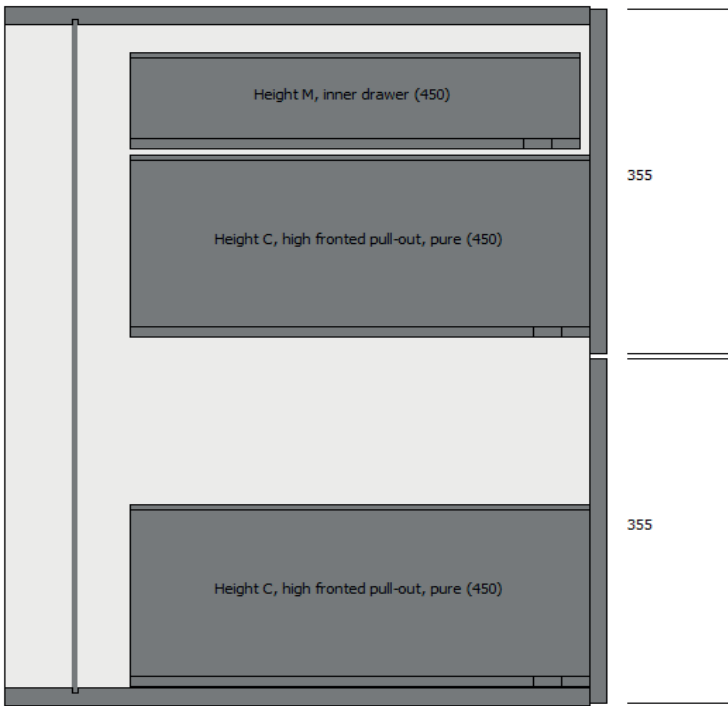 Height M, inner drawer (450)
355
Height C, high fronted pull-out, pure (450)
355
Height C, high fronted pull-out, pure (450)